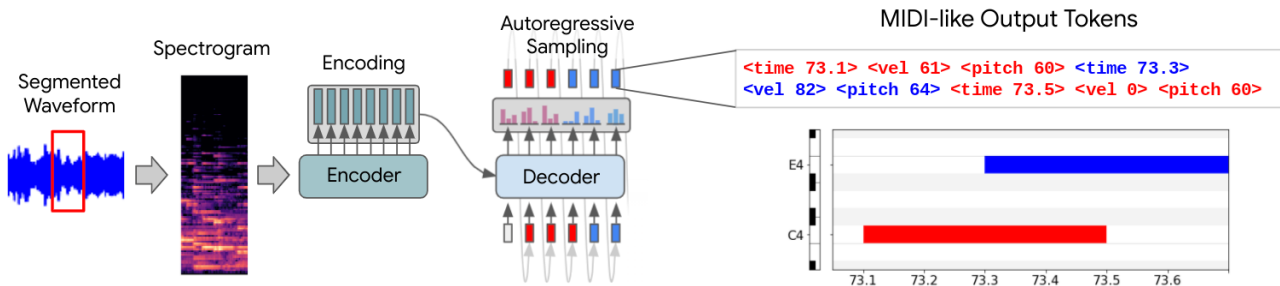 Segmented
Waveform
Spectrogram
Encoding
Encoder
Autoregressive
Sampling
Decoder
MIDI-like Output Tokens
<time 73.1> <vel 61> <pitch 60> <time 73.3>
<vel 82> <pitch 64> <time 73.5> <vel 0> <pitch 60>
E4
C4
73.1 73.2 73.3 73.4 73.5 73.6